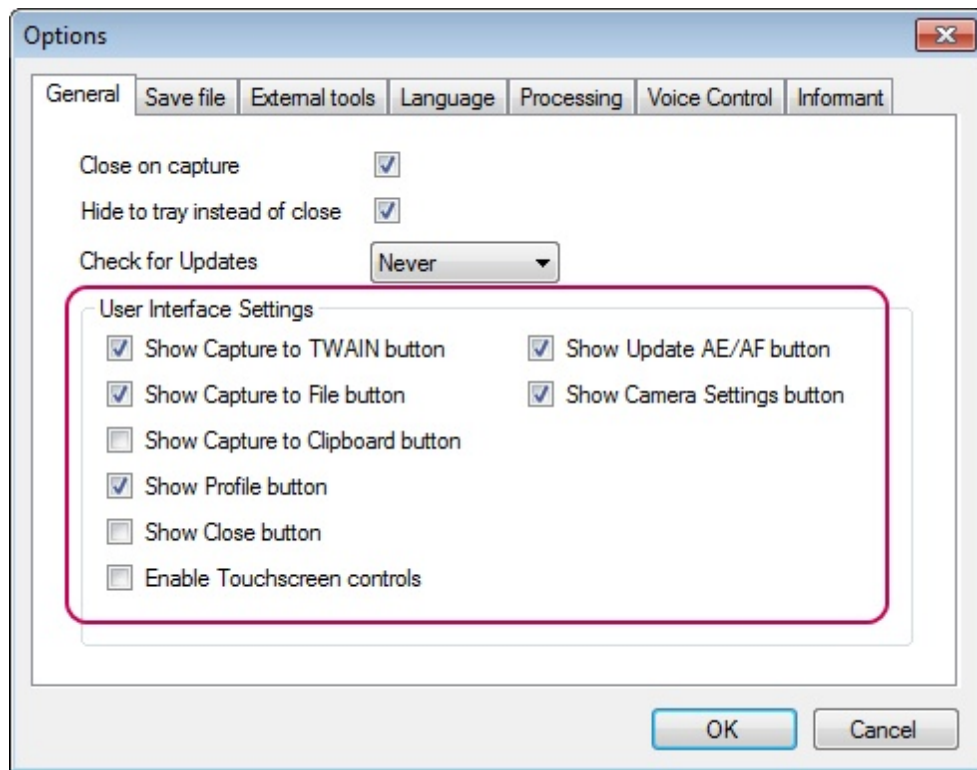 Options
General Save file External tools Language Processing Voice Control Informant
Close on capture
Hide to tray instead of close
Check for Updates Never
User Interface Settings
Show Capture to TWAIN button Show Update AE/AF button
Show Capture to File button Show Camera Settings button
Show Capture to Clipboard button
Show Profile button
Show Close button
Enable Touchscreen controls
OK Cancel